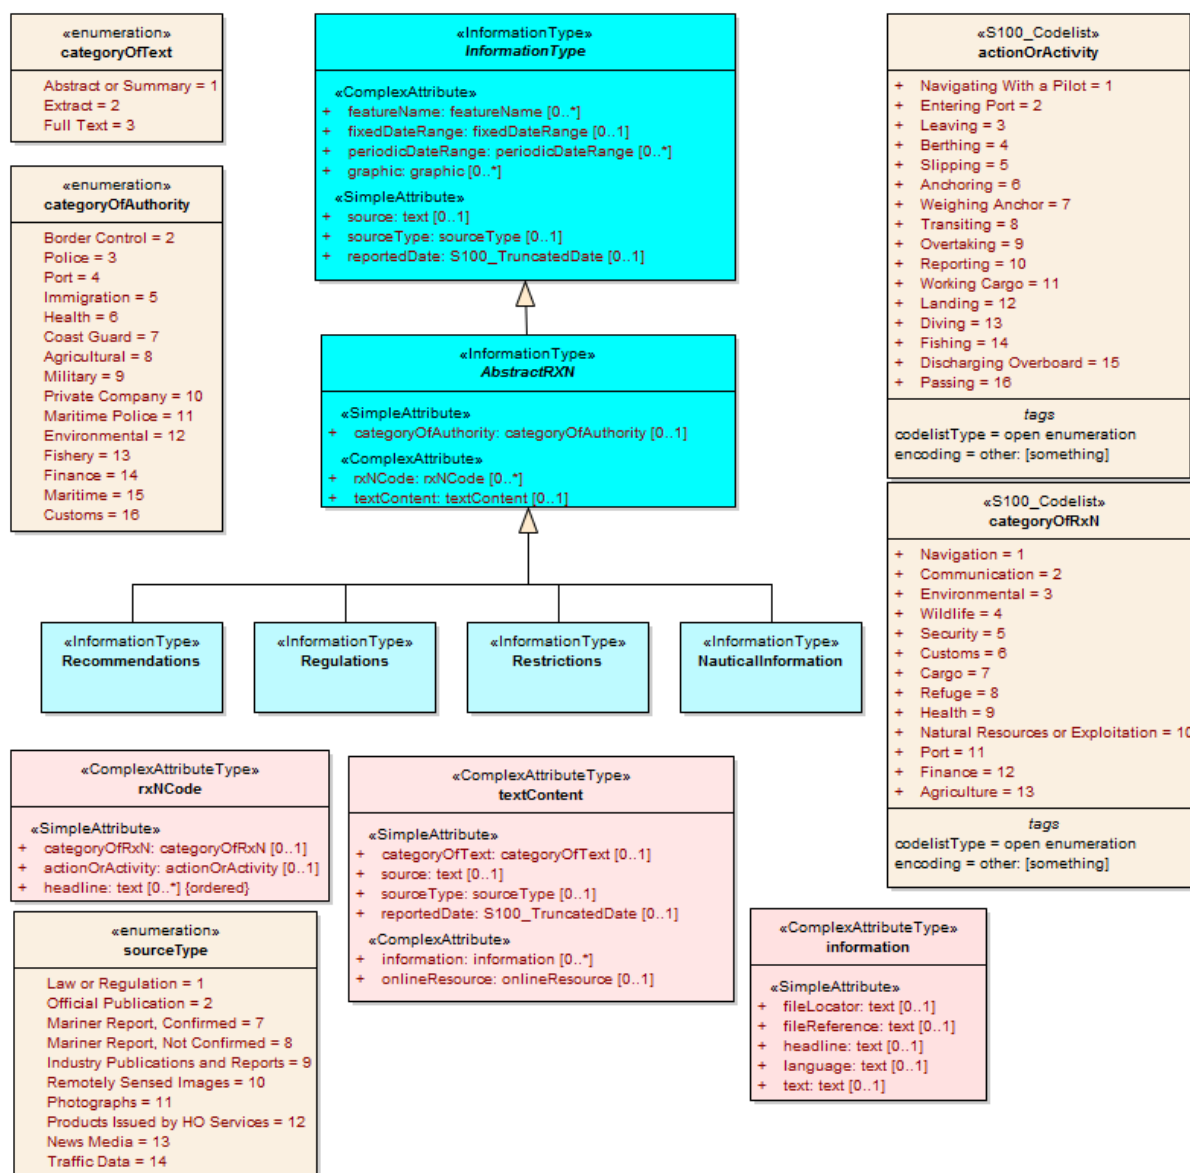 «enumeration»
categoryOfText
Abstract or Summary = 1
Extract = 2
Full Text = 3
«enumeration»
categoryOfAuthority
Border Control = 2
Police = 3
Port = 4
Immigration = 5
Health = 6
Coast Guard = 7
Agricultural = 8
Military = 9
Private Company = 10
Maritime Police = 11
Environmental = 12
Fishery = 13
Finance = 14
Maritime = 15
Customs = 16
«InformationType»
InformationType
«ComplexAttribute»
+ featureName: featureName [0..*]
+ fixedDateRange: fixedDateRange [0..1]
+ periodicDateRange: periodicDateRange [0..*]
+ graphic: graphic [0..*]
«SimpleAttribute»
+ source: text [0..1]
+ sourceType: sourceType [0..1]
+ reportedDate: S100_TruncatedDate [0..1]
«InformationType»
AbstractRXN
«SimpleAttribute»
+ categoryOfAuthority: categoryOfAuthority [0..1]
«ComplexAttribute»
+ rxNCode: rxNCode [0..*]
+ textContent: textContent [0..1]
«InformationType»
Recommendations
«InformationType»
Regulations
«InformationType»
Restrictions
«InformationType»
NauticalInformation
«S100_Codelist»
actionOrActivity
+ Navigating With a Pilot = 1
+ Entering Port = 2
+ Leaving = 3
+ Berthing = 4
+ Slipping = 5
+ Anchoring = 6
+ Weighing Anchor = 7
+ Transiting = 8
+ Overtaking = 9
+ Reporting = 10
+ Working Cargo = 11
+ Landing = 12
+ Diving = 13
+ Fishing = 14
+ Discharging Overboard = 15
+ Passing = 16
tags
codelistType = open enumeration
encoding = other: [something]
«S100_Codelist»
categoryOfRxN
+ Navigation = 1
+ Communication = 2
+ Environmental = 3
+ Wildlife = 4
+ Security = 5
+ Customs = 6
+ Cargo = 7
+ Refuge = 8
+ Health = 9
+ Natural Resources or Exploitation = 10
+ Port = 11
+ Finance = 12
+ Agriculture = 13
tags
codelistType = open enumeration
encoding = other: [something]
«ComplexAttributeType»
rxNCode
«SimpleAttribute»
+ categoryOfRxN: categoryOfRxN [0..1]
+ actionOrActivity: actionOrActivity [0..1]
+ headline: text [0..*] {ordered}
«ComplexAttributeType»
textContent
«SimpleAttribute»
+ categoryOfText: categoryOfText [0..1]
+ source: text [0..1]
+ sourceType: sourceType [0..1]
+ reportedDate: S100_TruncatedDate [0..1]
«ComplexAttribute»
+ information: information [0..*]
+ onlineResource: onlineResource [0..1]
«enumeration»
sourceType
Law or Regulation = 1
Official Publication = 2
Mariner Report, Confirmed = 7
Mariner Report, Not Confirmed = 8
Industry Publications and Reports = 9
Remotely Sensed Images = 10
Photographs = 11
Products Issued by HO Services = 12
News Media = 13
Traffic Data = 14
«ComplexAttributeType»
information
«SimpleAttribute»
+ fileLocator: text [0..1]
+ fileReference: text [0..1]
+ headline: text [0..1]
+ language: text [0..1]
+ text: text [0..1]